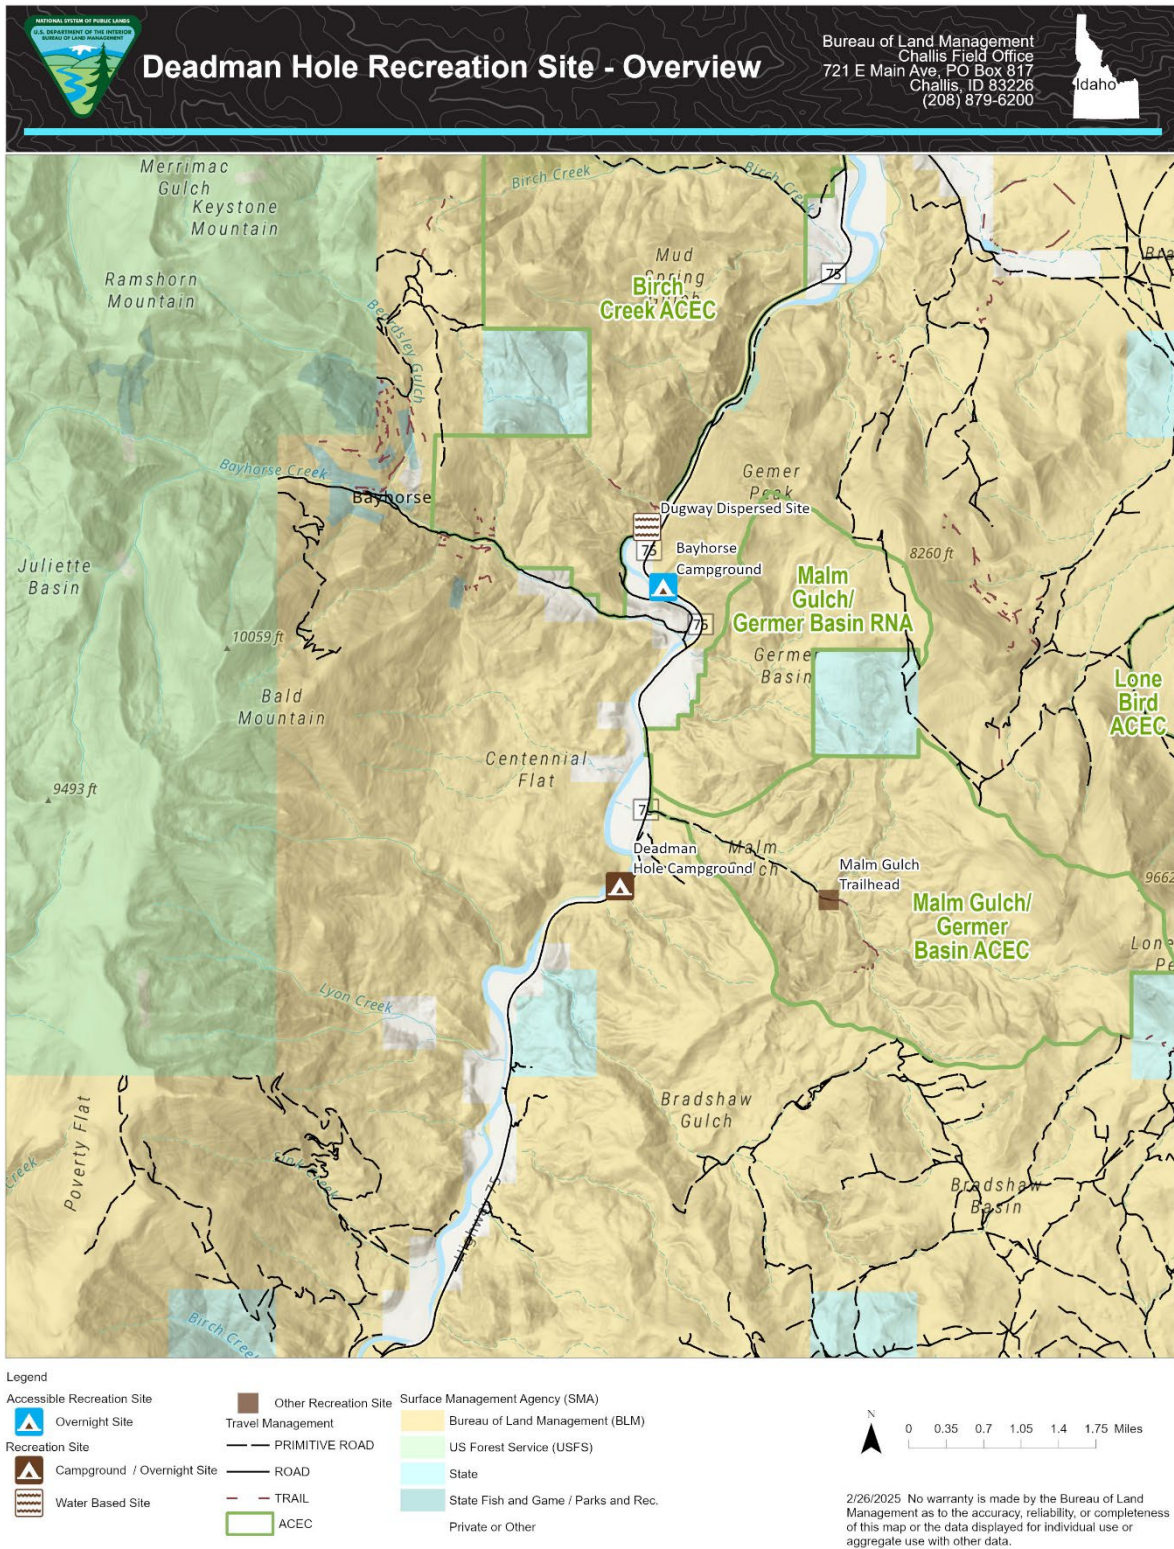 NATIONAL SYSTEM OF PUBLIC LANDS
U.S. DEPARTMENT OF THE INTERIOR
BUREAU OF LAND MANAGEMENT
Deadman Hole Recreation Site - Overview
Bureau of Land Management
Challis Field Office
721 E Main Ave, PO Box 817
Challis, ID 83226
(208) 879-6200
Idaho
Merrimac
Gulch
Keystone
Mountain
Birch Creek
Birch Creek
Ramshorn
Mountain
Mud
Spring
Birch
Creek ACEC
75
Bra
Beardsley Gulch
Bayhorse Creek
Bayhorse
Germer
Peak
Dugway Dispersed Site
75
Bayhorse
Campground
8260 ft
Juliette
Basin
Malm
Gulch/
Germer Basin RNA
75
10059 ft
Germer
Basin
Bald
Mountain
Lone
Bird
ACEC
Centennial
Flat
9493 ft
75
Deadman
Hole Campground
Malm
Gulch
Malm Gulch
Trailhead
9662
Malm Gulch/
Germer
Basin ACEC
Lone
Pe
Lyon Creek
Poverty Flat
Bradshaw
Gulch
Creek
Creek
Bradshaw
Basin
Highway 75
Birch Creek
Legend
Accessible Recreation Site
Overnight Site
Recreation Site
Campground / Overnight Site
Water Based Site
Other Recreation Site
Travel Management
PRIMITIVE ROAD
ROAD
TRAIL
ACEC
Surface Management Agency (SMA)
Bureau of Land Management (BLM)
US Forest Service (USFS)
State
State Fish and Game / Parks and Rec.
Private or Other
N
0 0.35 0.7 1.05 1.4 1.75 Miles
2/26/2025 No warranty is made by the Bureau of Land
Management as to the accuracy, reliability, or completeness
of this map or the data displayed for individual use or
aggregate use with other data.